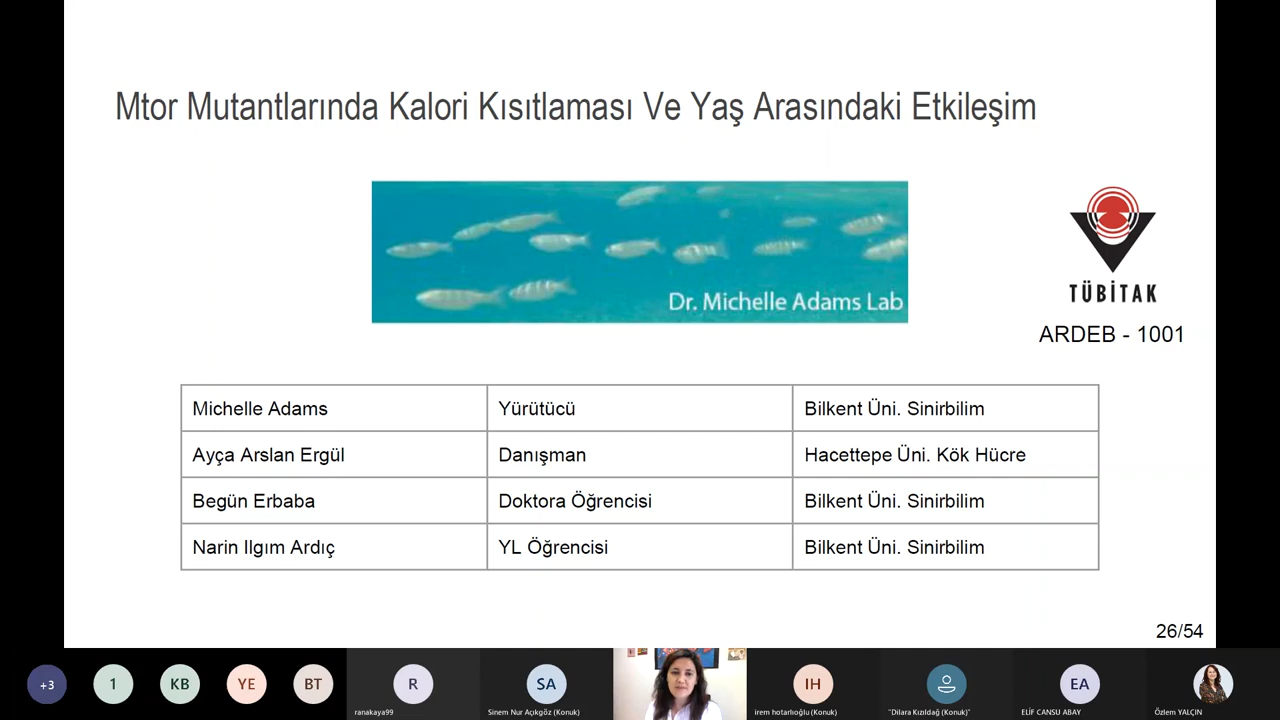 Mtor Mutantlarında Kalori Kısıtlaması Ve Yaş Arasındaki Etkileşim
Dr. Michelle Adams Lab
TÜBİTAK
ARDEB - 1001
Michelle Adams Yürütücü Bilkent Üni. Sinirbilim
Ayça Arslan Ergül Danışman Hacettepe Üni. Kök Hücre
Begün Erbaba Doktora Öğrencisi Bilkent Üni. Sinirbilim
Narin Ilgım Ardıç YL Öğrencisi Bilkent Üni. Sinirbilim
26/54
+3 1 KB YE BT R SA IH EA
ranakaya99 Sinem Nur Açıkgöz (Konuk) irem hotarlıoğlu (Konuk) "Dilara Kızıldağ (Konuk)" ELİF CANSU ABAY Özlem YALÇIN